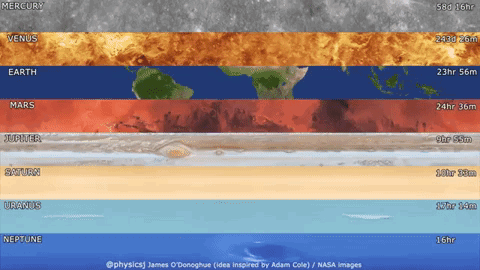 MERCURY 58d 16hr
VENUS 243d 26m
EARTH 23hr 56m
MARS 24hr 36m
JUPITER 9hr 55m
SATURN 10hr 33m
URANUS 17hr 14m
NEPTUNE 16hr
@physicsj James O'Donoghue (idea inspired by Adam Cole) / NASA images